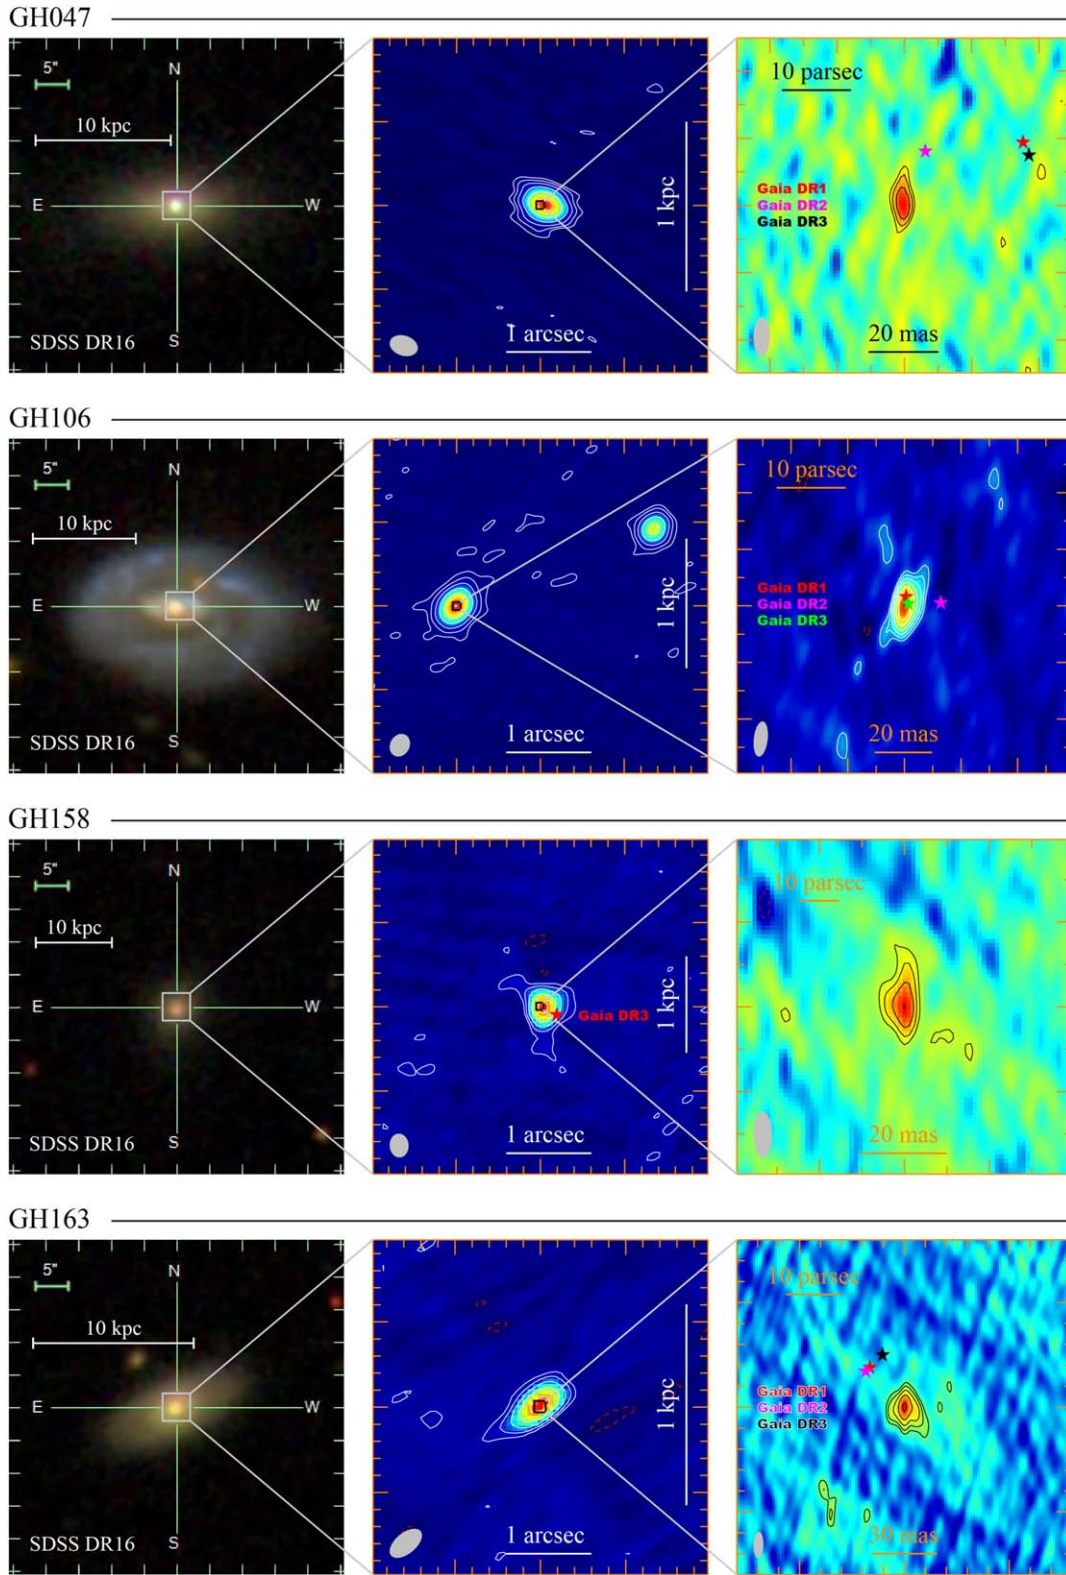 GH047
5"
N
10 kpc
E
W
SDSS DR16
S
1 kpc
1 arcsec
10 parsec
Gaia DR1
Gaia DR2
Gaia DR3
20 mas
GH106
5"
N
10 kpc
E
W
SDSS DR16
S
1 kpc
1 arcsec
10 parsec
Gaia DR1
Gaia DR2
Gaia DR3
20 mas
GH158
5"
N
10 kpc
E
W
SDSS DR16
S
Gaia DR3
1 kpc
1 arcsec
10 parsec
20 mas
GH163
5"
N
10 kpc
E
W
SDSS DR16
S
1 kpc
1 arcsec
10 parsec
Gaia DR1
Gaia DR2
Gaia DR3
30 mas